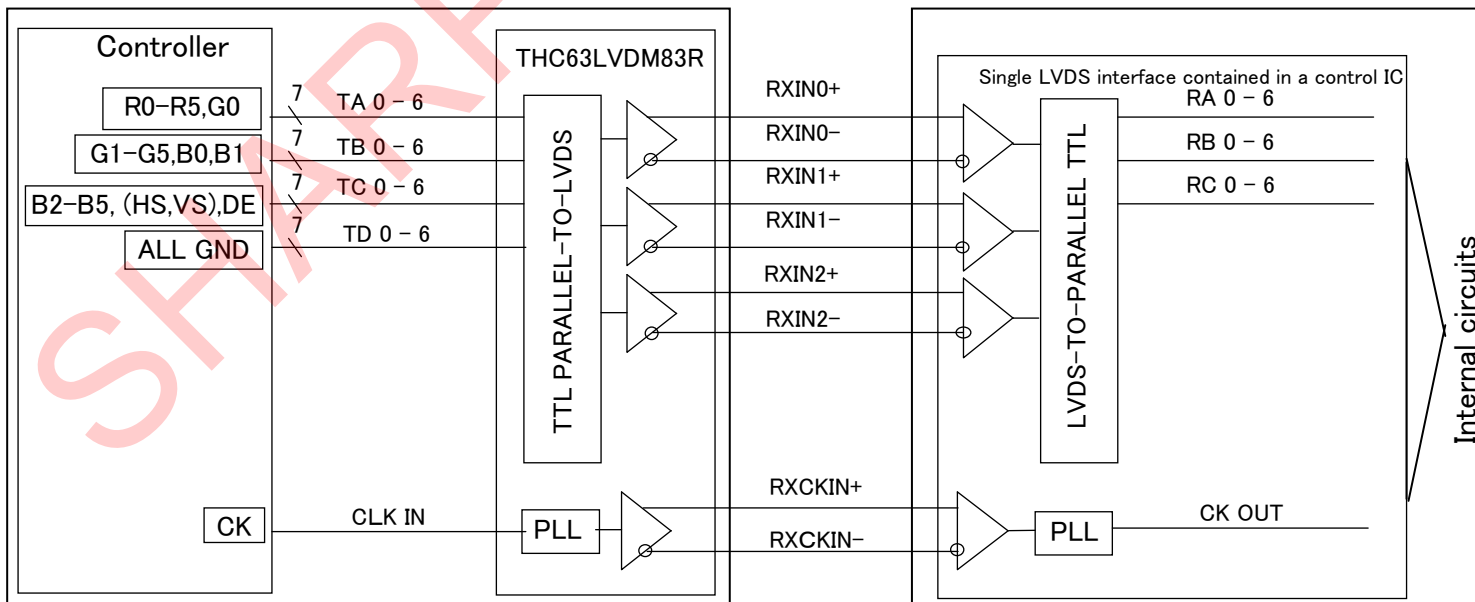 Controller
THC63LVDM83R
Single LVDS interface contained in a control IC
R0-R5,G0
7
TA 0 - 6
RXIN0+
RA 0 - 6
G1-G5,B0,B1
7
TB 0 - 6
RXIN0-
RB 0 - 6
B2-B5, (HS,VS),DE
7
TC 0 - 6
RXIN1+
RC 0 - 6
ALL GND
7
TD 0 - 6
RXIN1-
RXIN2+
RXIN2-
TTL PARALLEL-TO-LVDS
LVDS-TO-PARALLEL TTL
Internal circuits
CK
CLK IN
PLL
RXCKIN+
RXCKIN-
PLL
CK OUT